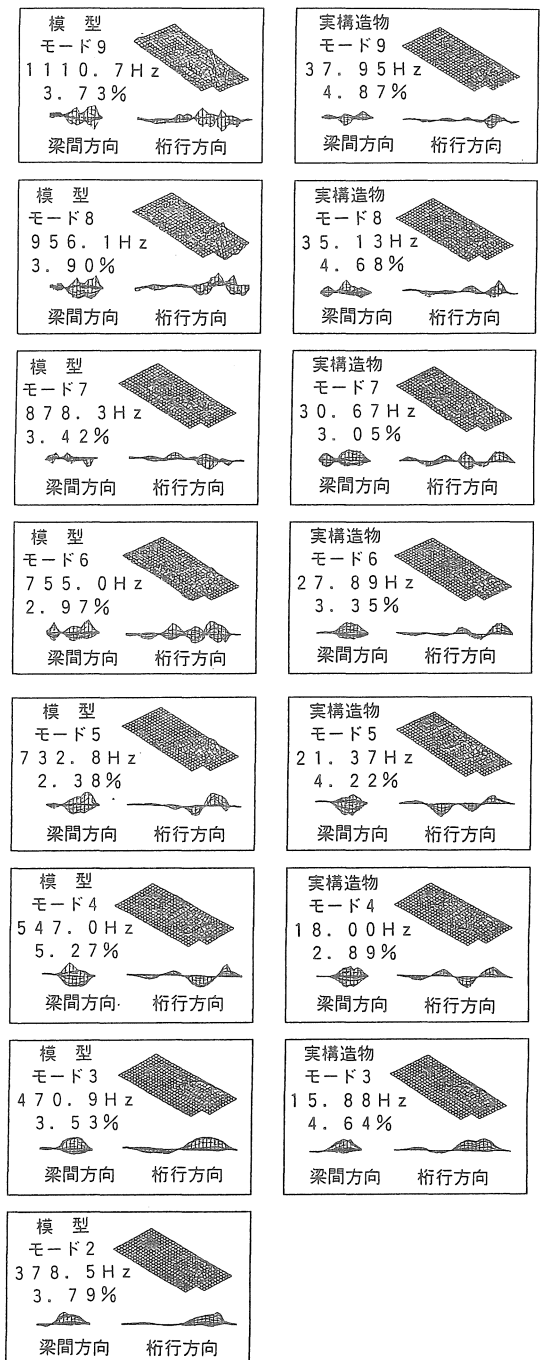 模 型
モード9
1110.7Hz
3.73%
梁間方向 桁行方向
実構造物
モード9
37.95Hz
4.87%
梁間方向 桁行方向
模 型
モード8
956.1Hz
3.90%
梁間方向 桁行方向
実構造物
モード8
35.13Hz
4.68%
梁間方向 桁行方向
模 型
モード7
878.3Hz
3.42%
梁間方向 桁行方向
実構造物
モード7
30.67Hz
3.05%
梁間方向 桁行方向
模 型
モード6
755.0Hz
2.97%
梁間方向 桁行方向
実構造物
モード6
27.89Hz
3.35%
梁間方向 桁行方向
模 型
モード5
732.8Hz
2.38%
梁間方向 桁行方向
実構造物
モード5
21.37Hz
4.22%
梁間方向 桁行方向
模 型
モード4
547.0Hz
5.27%
梁間方向 桁行方向
実構造物
モード4
18.00Hz
2.89%
梁間方向 桁行方向
模 型
モード3
470.9Hz
3.53%
梁間方向 桁行方向
実構造物
モード3
15.88Hz
4.64%
梁間方向 桁行方向
模 型
モード2
378.5Hz
3.79%
梁間方向 桁行方向